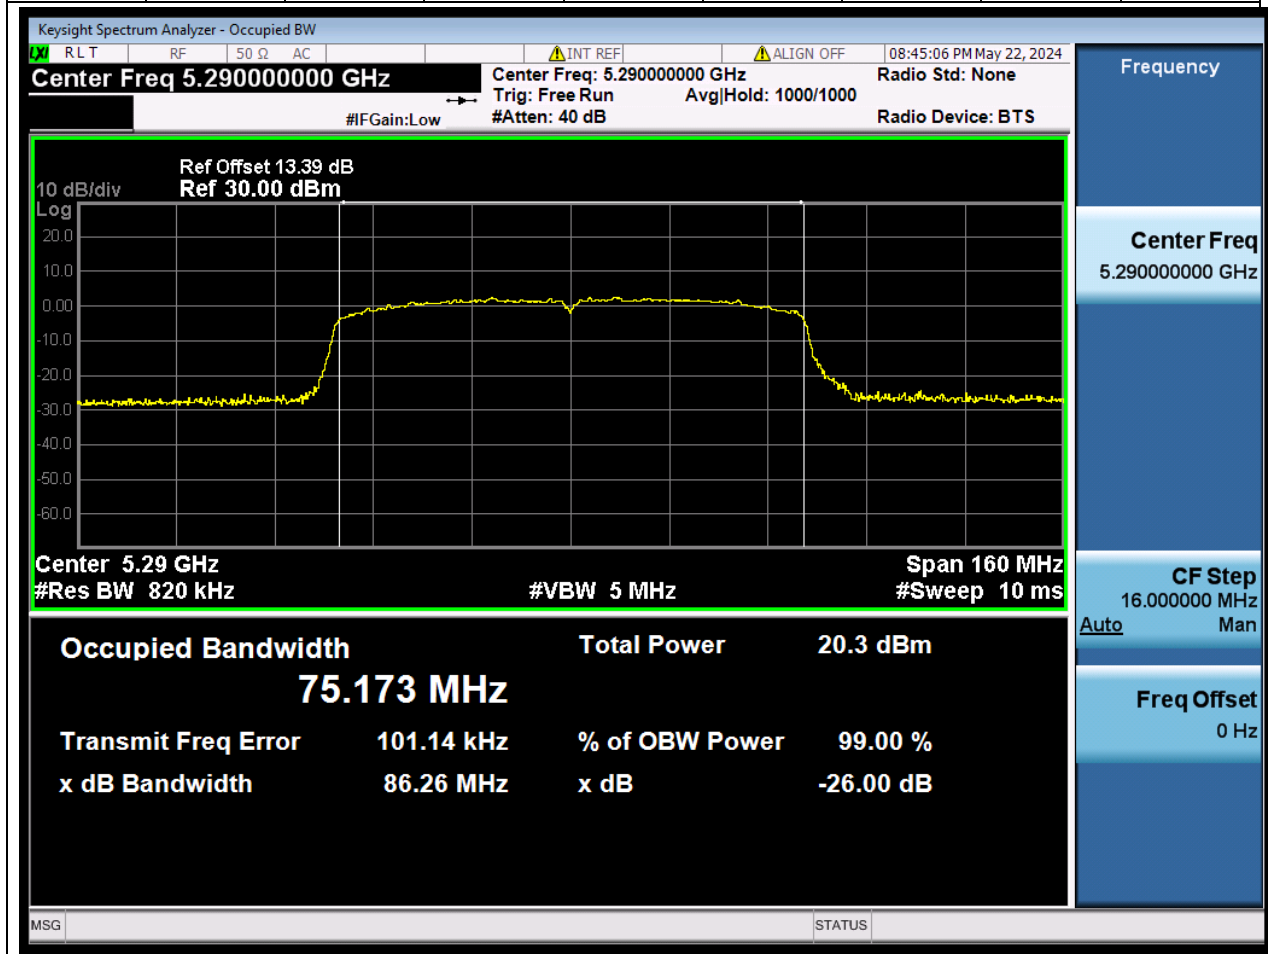 Keysight Spectrum Analyzer - Occupied BW
LXI RLT RF 50 Ω AC INT REF ALIGN OFF 08:45:06 PM May 22, 2024
Center Freq 5.290000000 GHz
Center Freq: 5.290000000 GHz Radio Std: None
Trig: Free Run Avg|Hold: 1000/1000
#IFGain:Low #Atten: 40 dB Radio Device: BTS
Ref Offset 13.39 dB
10 dB/div Ref 30.00 dBm
Log
20.0
10.0
0.00
-10.0
-20.0
-30.0
-40.0
-50.0
-60.0
Center 5.29 GHz Span 160 MHz
#Res BW 820 kHz #VBW 5 MHz #Sweep 10 ms
Occupied Bandwidth Total Power 20.3 dBm
75.173 MHz
Transmit Freq Error 101.14 kHz % of OBW Power 99.00 %
x dB Bandwidth 86.26 MHz x dB -26.00 dB
Frequency
Center Freq
5.290000000 GHz
CF Step
16.000000 MHz
Auto Man
Freq Offset
0 Hz
MSG STATUS